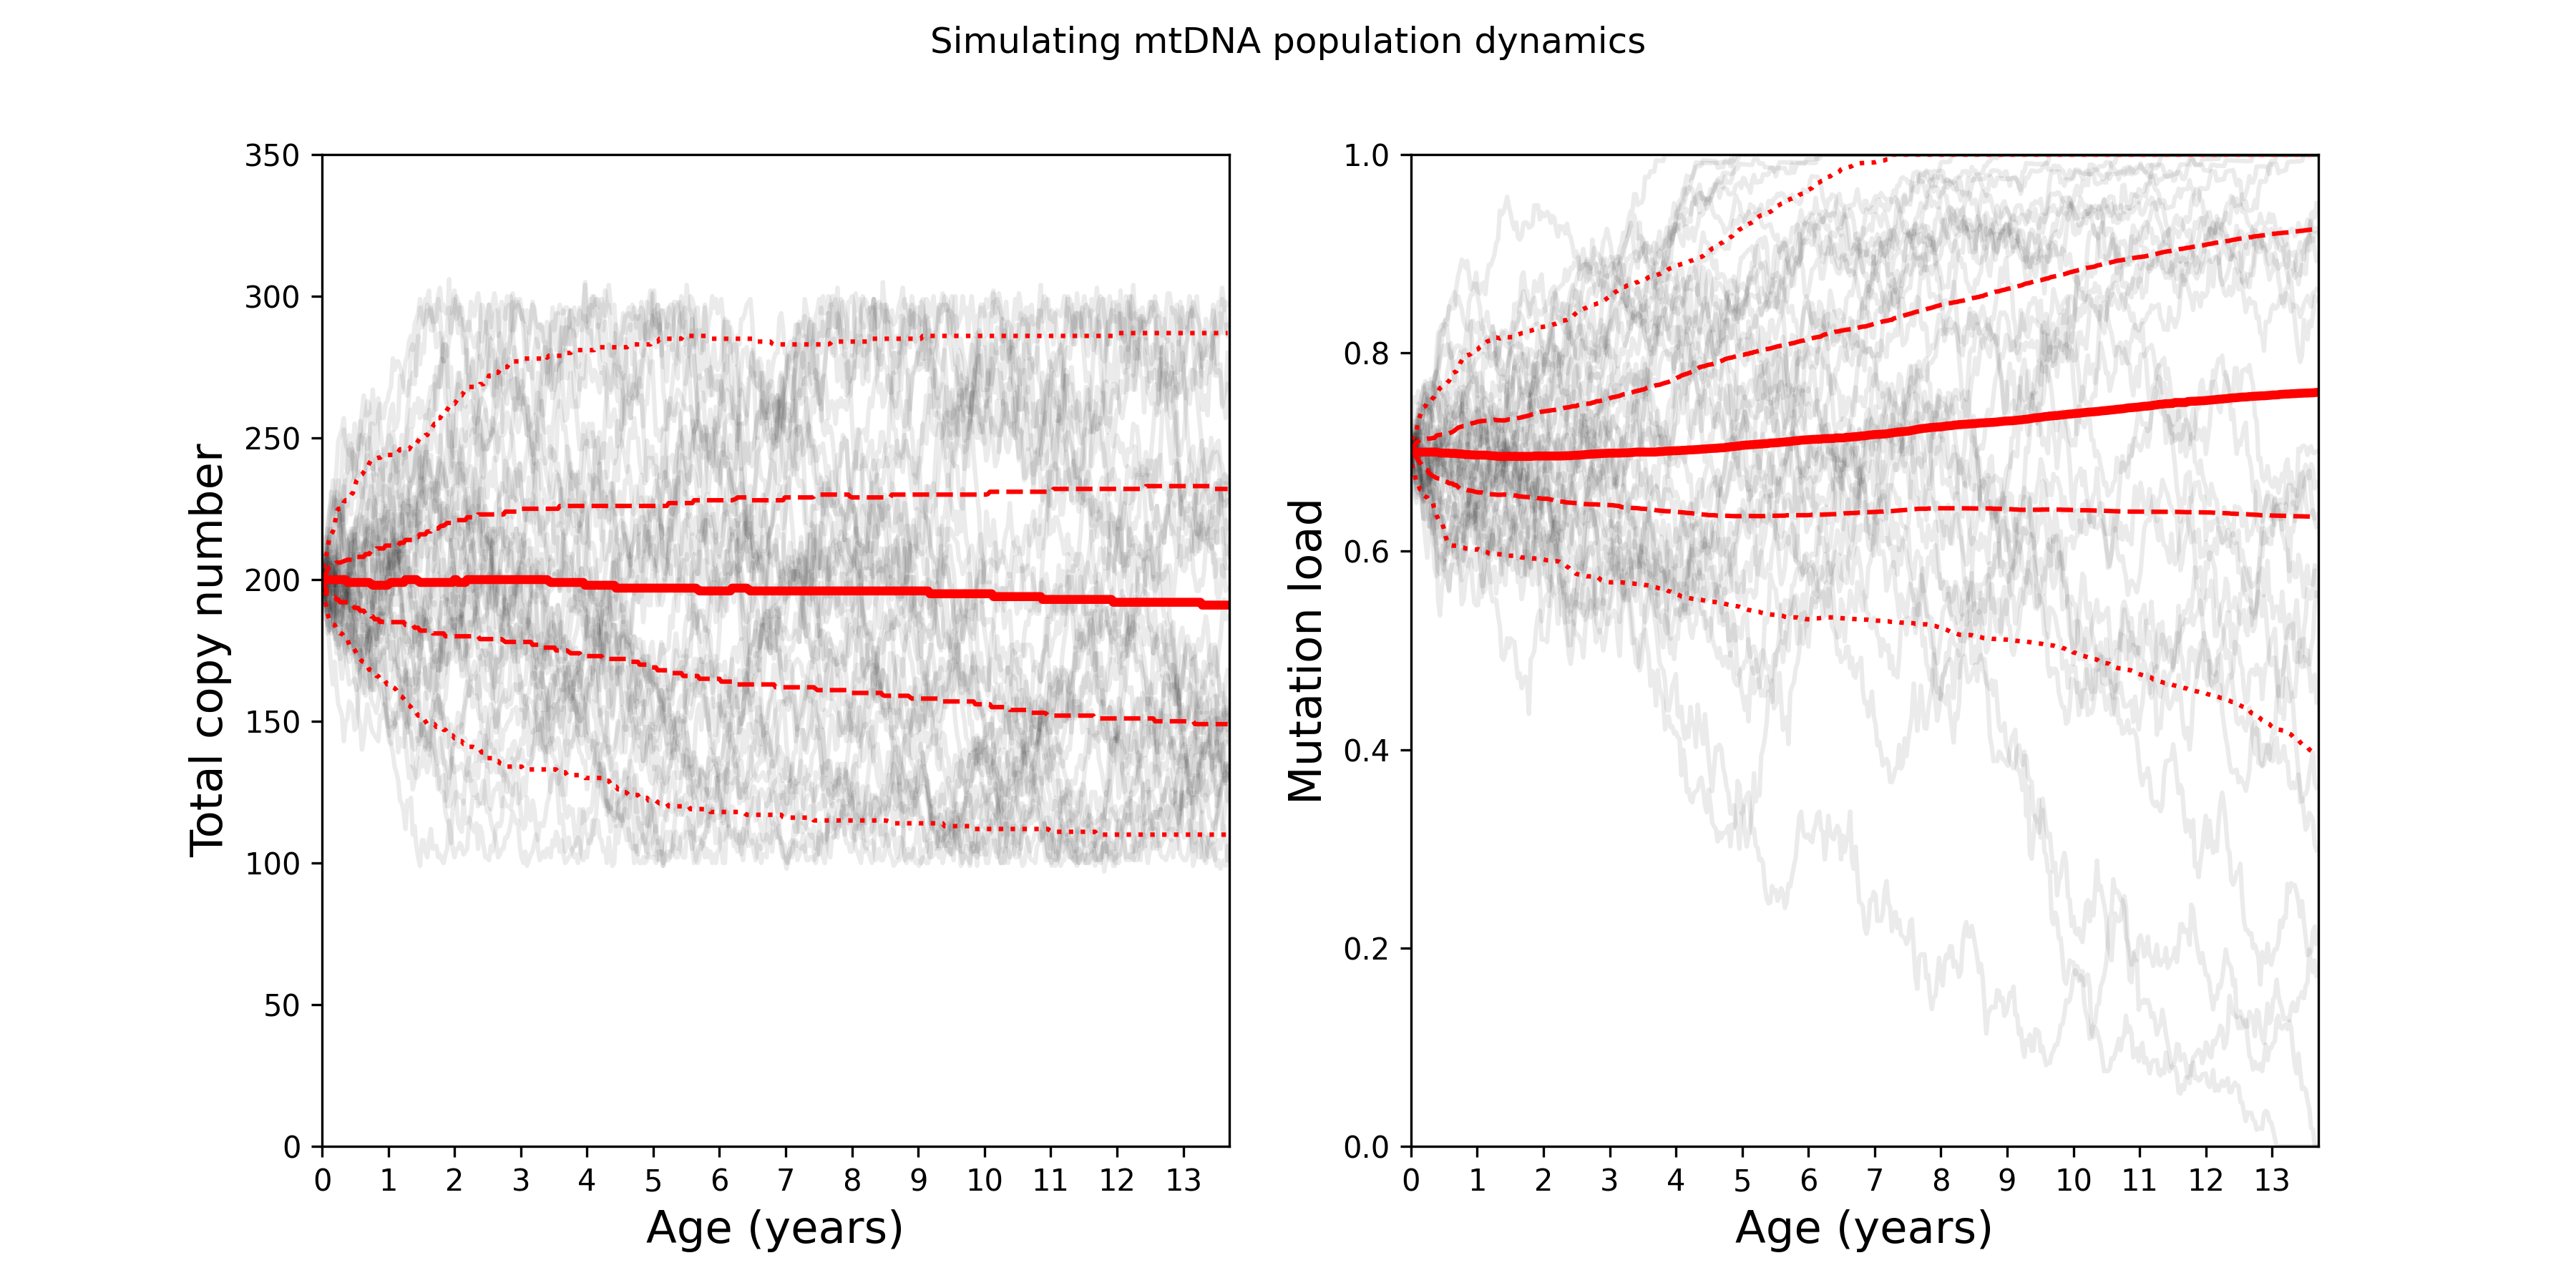 Simulating mtDNA population dynamics
Total copy number
350
300
250
200
150
100
50
0
0 1 2 3 4 5 6 7 8 9 10 11 12 13
Age (years)
Mutation load
1.0
0.8
0.6
0.4
0.2
0.0
0 1 2 3 4 5 6 7 8 9 10 11 12 13
Age (years)